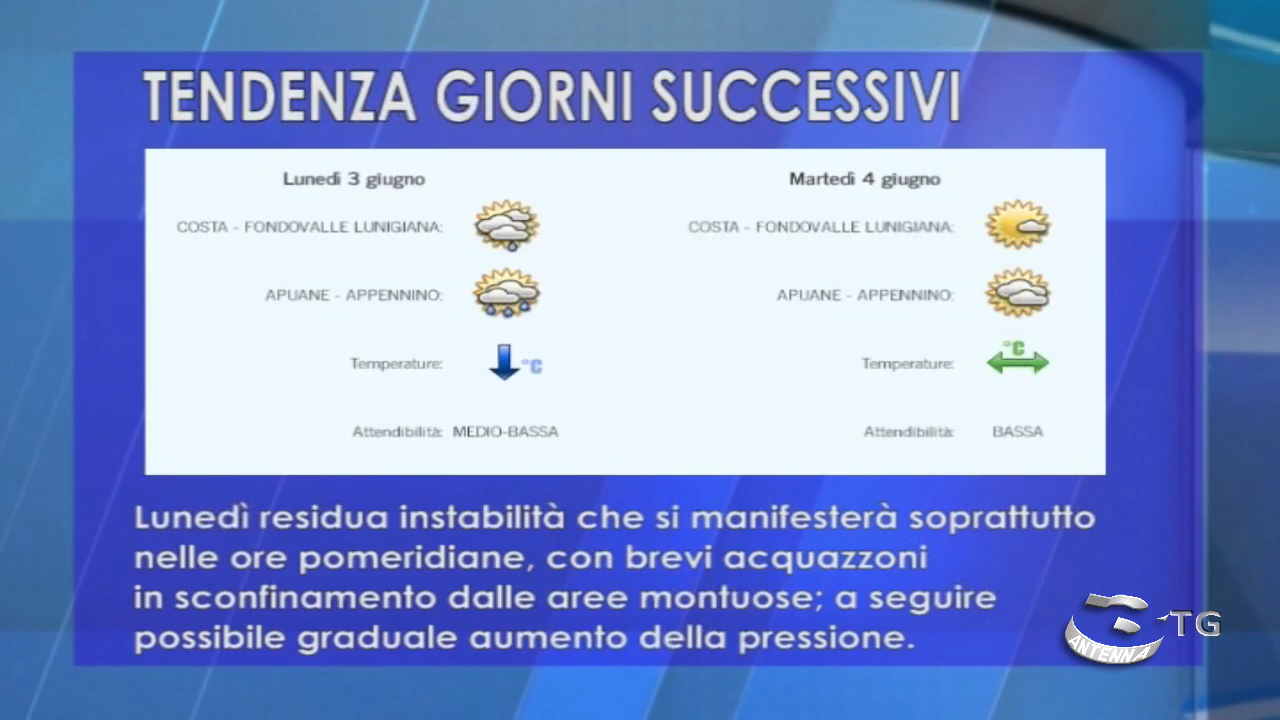 TENDENZA GIORNI SUCCESSIVI
Lunedì 3 giugno
COSTA - FONDOVALLE LUNIGIANA:
APUANE - APPENNINO:
Temperature: °C
Attendibilità: MEDIO-BASSA
Martedì 4 giugno
COSTA - FONDOVALLE LUNIGIANA:
APUANE - APPENNINO:
Temperature: °C
Attendibilità: BASSA
Lunedì residua instabilità che si manifesterà soprattutto
nelle ore pomeridiane, con brevi acquazzoni
in sconfinamento dalle aree montuose; a seguire
possibile graduale aumento della pressione.
3 TG
ANTENNA